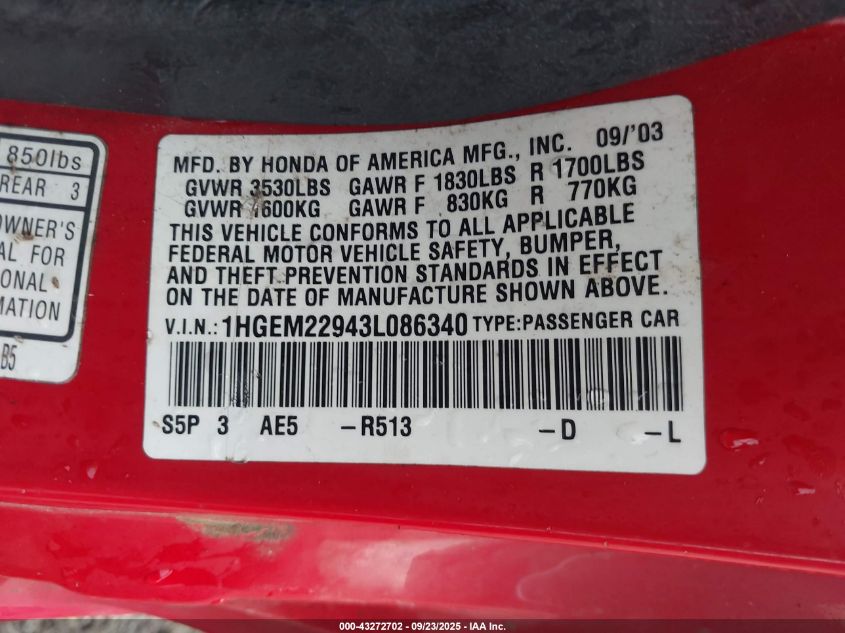 850lbs
REAR 3
OWNER'S
AL FOR
IONAL
RMATION
B5
MFD. BY HONDA OF AMERICA MFG., INC. 09/'03
GVWR 3530LBS GAWR F 1830LBS R 1700LBS
GVWR 1600KG GAWR F 830KG R 770KG
THIS VEHICLE CONFORMS TO ALL APPLICABLE
FEDERAL MOTOR VEHICLE SAFETY, BUMPER,
AND THEFT PREVENTION STANDARDS IN EFFECT
ON THE DATE OF MANUFACTURE SHOWN ABOVE.
V.I.N.: 1HGEM22943L086340 TYPE:PASSENGER CAR
S5P 3 AE5 -R513 -D -L
000-43272702 - 09/23/2025 - IAA Inc.